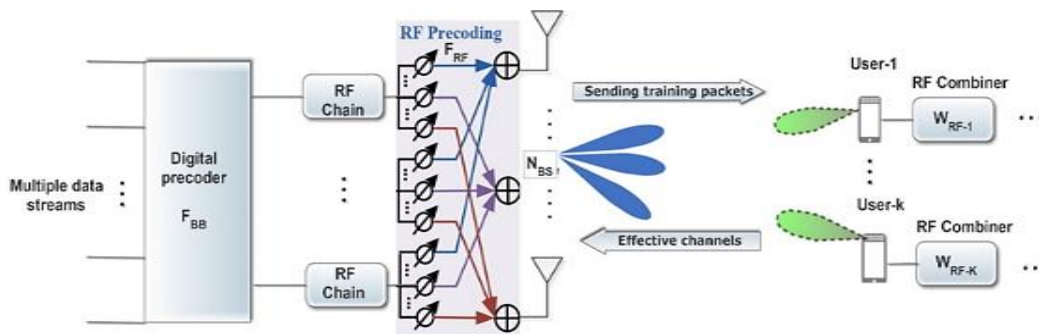 RF Precoding
F_RF
RF
Chain
Digital
precoder
F_BB
Multiple data
streams
RF
Chain
N_BS
Sending training packets
Effective channels
User-1
RF Combiner
W_RF-1
User-k
RF Combiner
W_RF-K